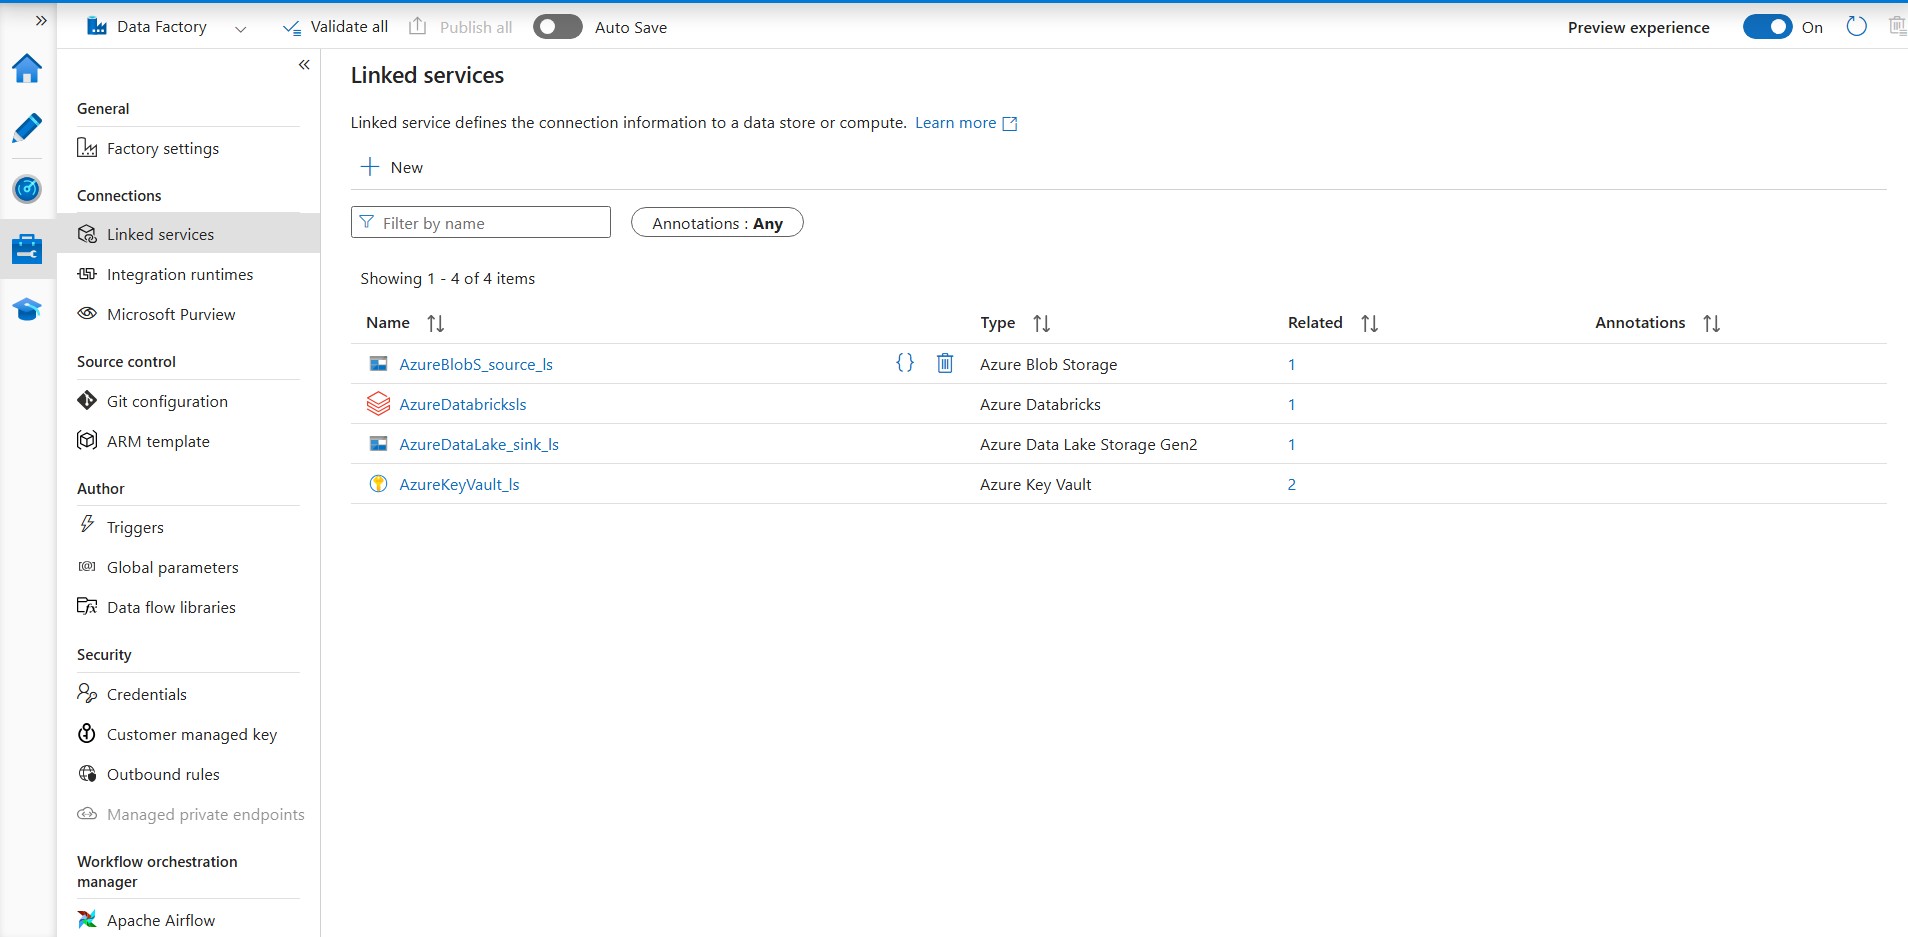 Data Factory
Validate all
Publish all
Auto Save
Preview experience
On
General
Factory settings
Connections
Linked services
Integration runtimes
Microsoft Purview
Source control
Git configuration
ARM template
Author
Triggers
Global parameters
Data flow libraries
Security
Credentials
Customer managed key
Outbound rules
Managed private endpoints
Workflow orchestration
manager
Apache Airflow
Linked services
Linked service defines the connection information to a data store or compute. Learn more
New
Filter by name
Annotations : Any
Showing 1 - 4 of 4 items
Name Type Related Annotations
AzureBlobS_source_ls Azure Blob Storage 1
AzureDatabricksls Azure Databricks 1
AzureDataLake_sink_ls Azure Data Lake Storage Gen2 1
AzureKeyVault_ls Azure Key Vault 2